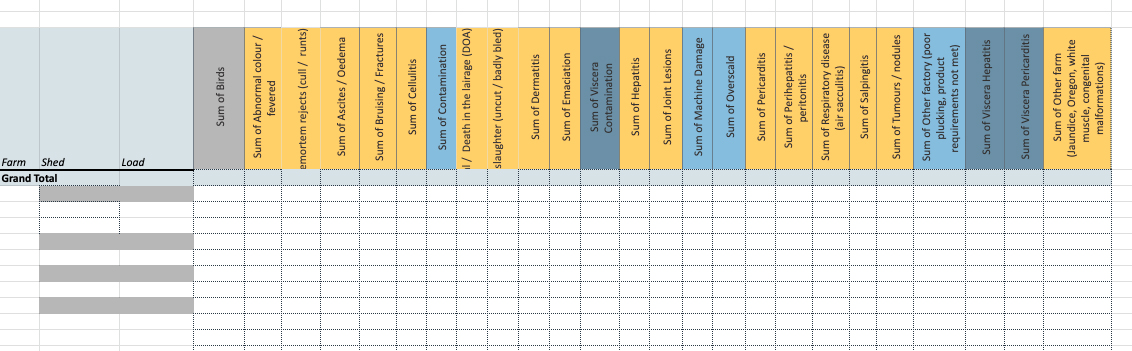 Farm
Shed
Load
Sum of Birds
Sum of Abnormal colour /
fevered
emortem rejects (cull / runts)
Sum of Ascites / Oedema
Sum of Bruising / Fractures
Sum of Cellulitis
Sum of Contamination
l / Death in the lairage (DOA)
slaughter (uncut / badly bled)
Sum of Dermatitis
Sum of Emaciation
Sum of Viscera
Contamination
Sum of Hepatitis
Sum of Joint Lesions
Sum of Machine Damage
Sum of Overscald
Sum of Pericarditis
Sum of Perihepatitis /
peritonitis
Sum of Respiratory disease
(air sacculitis)
Sum of Salpingitis
Sum of Tumours / nodules
Sum of Other factory (poor
plucking, product
requirements not met)
Sum of Viscera Hepatitis
Sum of Viscera Pericarditis
Sum of Other farm
(Jaundice, Oregon, white
muscle, congenital
malformations)
Grand Total